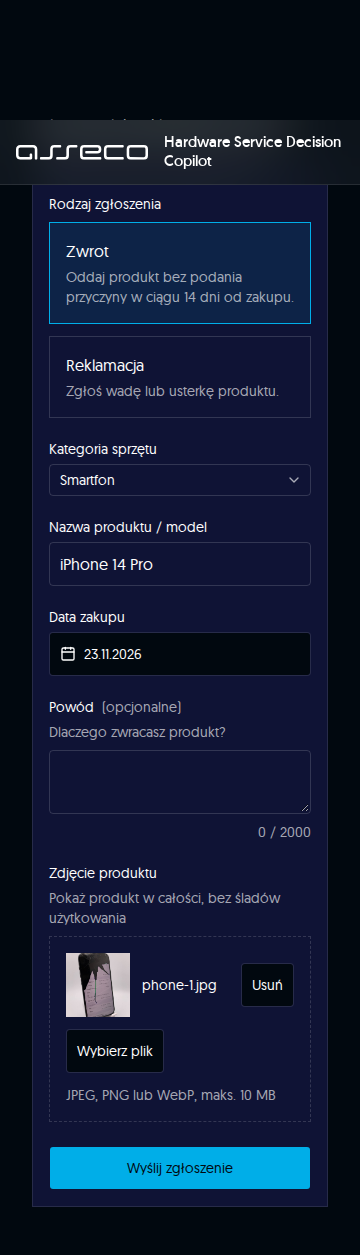 asseco
Hardware Service Decision
Copilot
Rodzaj zgłoszenia
Zwrot
Oddaj produkt bez podania
przyczyny w ciągu 14 dni od zakupu.
Reklamacja
Zgłoś wadę lub usterkę produktu.
Kategoria sprzętu
Smartfon
Nazwa produktu / model
iPhone 14 Pro
Data zakupu
23.11.2026
Powód (opcjonalne)
Dlaczego zwracasz produkt?
0 / 2000
Zdjęcie produktu
Pokaż produkt w całości, bez śladów
użytkowania
phone-1.jpg
Usuń
Wybierz plik
JPEG, PNG lub WebP, maks. 10 MB
Wyślij zgłoszenie